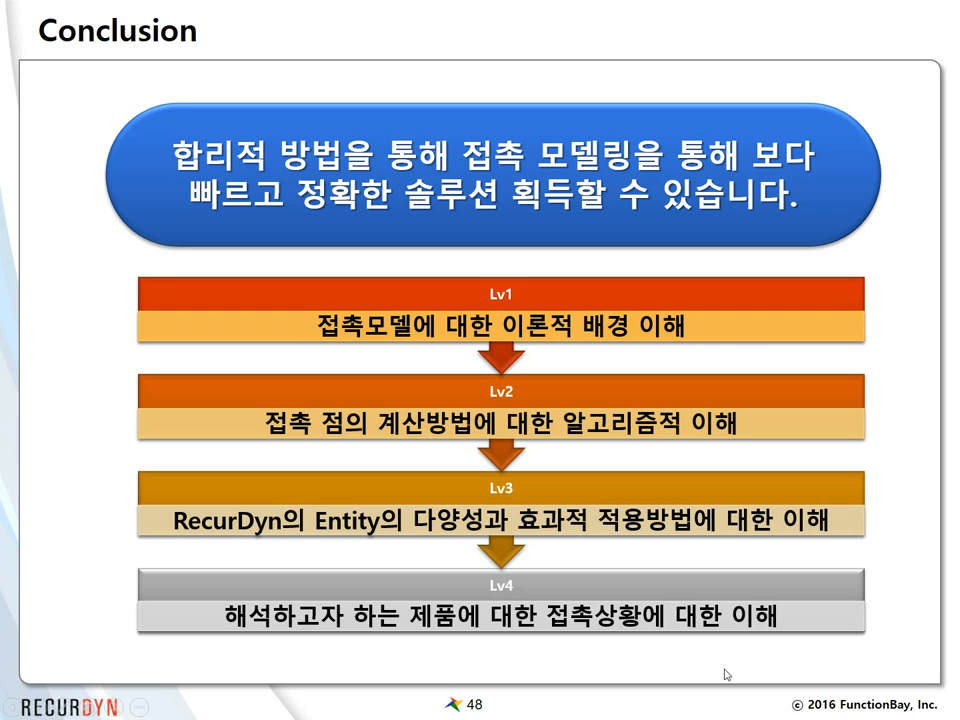 Conclusion
합리적 방법을 통해 접촉 모델링을 통해 보다
빠르고 정확한 솔루션 획득할 수 있습니다.
Lv1
접촉모델에 대한 이론적 배경 이해
Lv2
접촉 점의 계산방법에 대한 알고리즘적 이해
Lv3
RecurDyn의 Entity의 다양성과 효과적 적용방법에 대한 이해
Lv4
해석하고자 하는 제품에 대한 접촉상황에 대한 이해
RECURDYN
48
© 2016 FunctionBay, Inc.